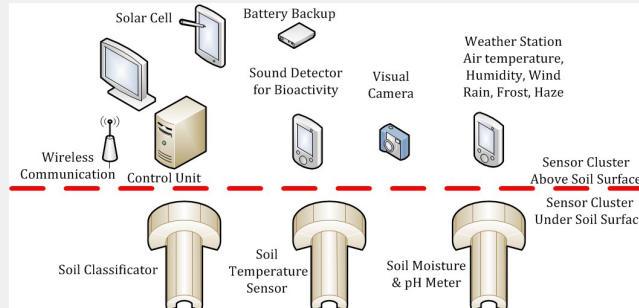 Solar Cell
Battery Backup
Sound Detector
for Bioactivity
Visual
Camera
Weather Station
Air temperature,
Humidity, Wind
Rain, Frost, Haze
Wireless
Communication
Control Unit
Sensor Cluster
Above Soil Surface
Sensor Cluster
Under Soil Surface
Soil Classificator
Soil
Temperature
Sensor
Soil Moisture
& pH Meter